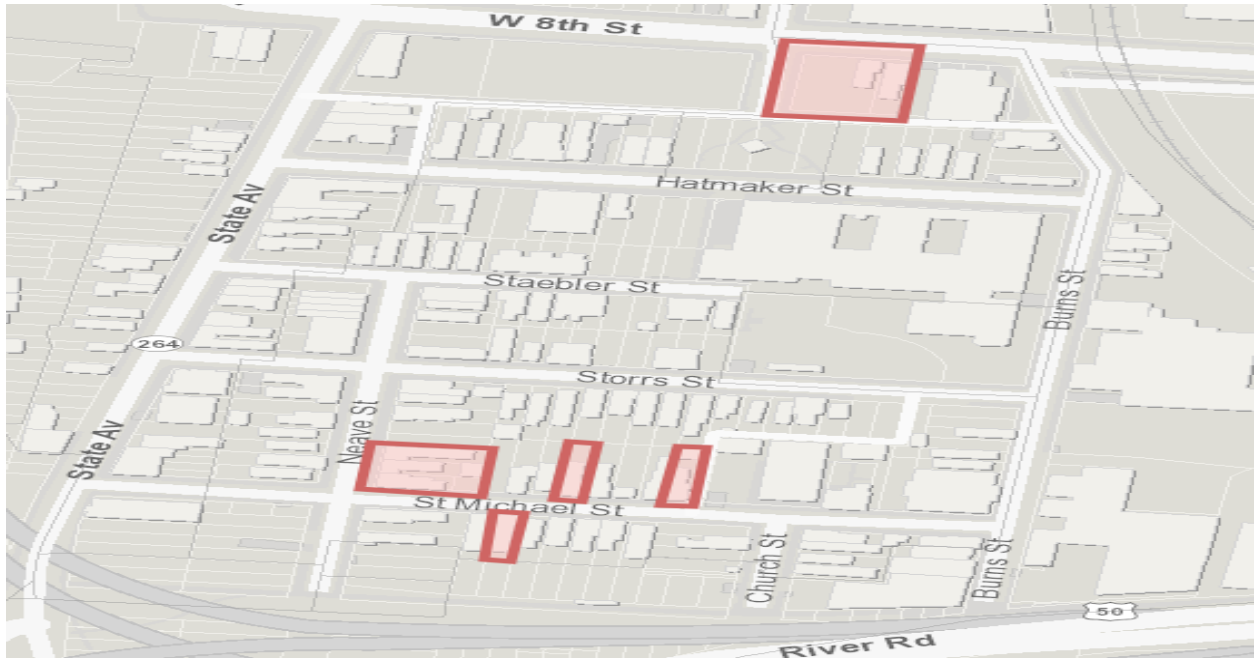 W 8th St
Hatmaker St
State Av
Staebler St
Burns St
264
Storrs St
Neave St
State Av
St Michael St
Church St
Burns St
50
River Rd